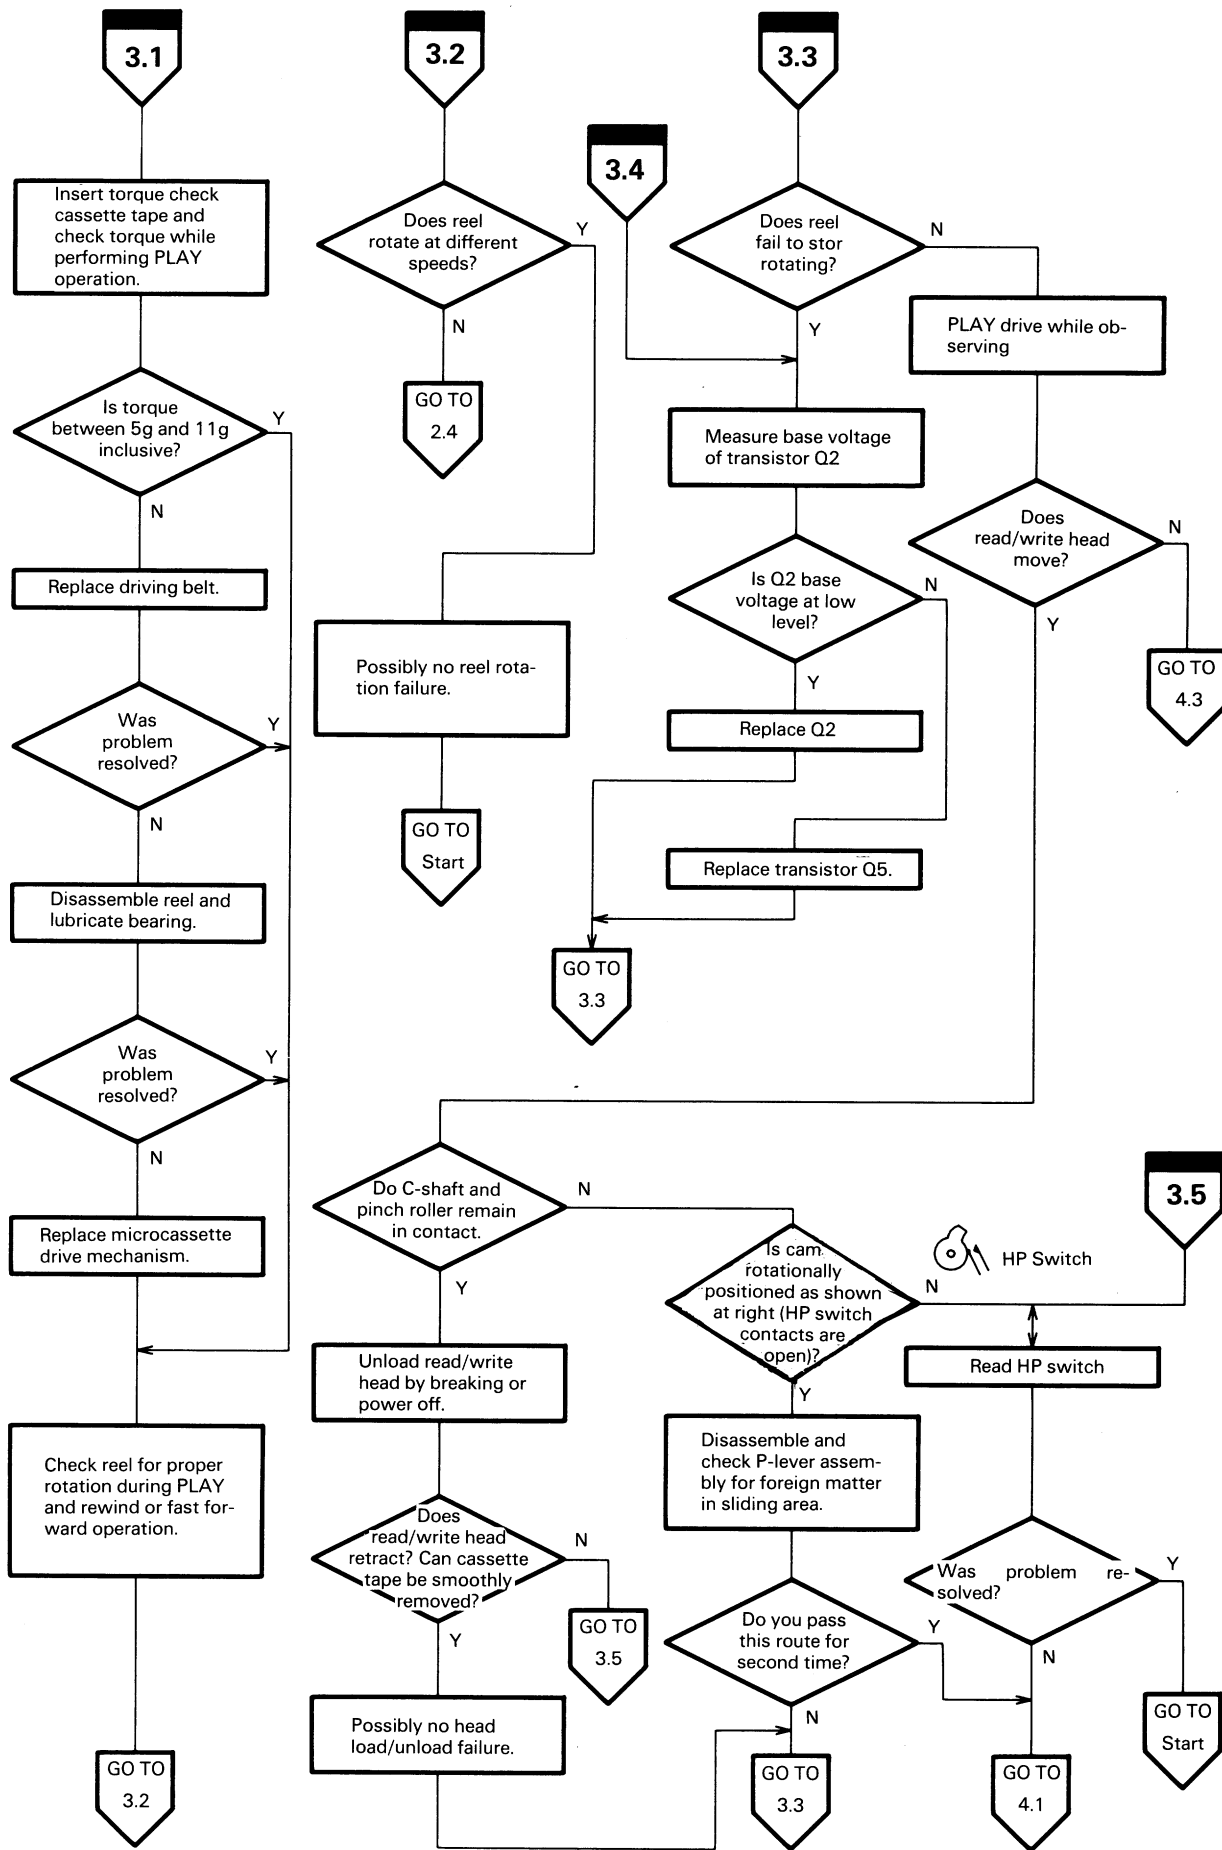 3.1
Insert torque check
cassette tape and
check torque while
performing PLAY
operation.
Is torque
between 5g and 11g
inclusive?
Y
N
Replace driving belt.
Was
problem
resolved?
Y
N
Disassemble reel and
lubricate bearing.
Was
problem
resolved?
Y
N
Replace microcassette
drive mechanism.
Check reel for proper
rotation during PLAY
and rewind or fast for-
ward operation.
GO TO
3.2
3.2
Does reel
rotate at different
speeds?
Y
N
GO TO
2.4
Possibly no reel rota-
tion failure.
GO TO
Start
3.3
3.4
Does reel
fail to stor
rotating?
N
Y
Measure base voltage
of transistor Q2
Is Q2 base
voltage at low
level?
N
Y
Replace Q2
Replace transistor Q5.
GO TO
3.3
PLAY drive while ob-
serving
Does
read/write head
move?
N
Y
GO TO
4.3
Do C-shaft and
pinch roller remain
in contact.
N
Y
Unload read/write
head by breaking or
power off.
Does
read/write head
retract? Can cassette
tape be smoothly
removed?
N
Y
GO TO
3.5
Possibly no head
load/unload failure.
Is cam
rotationally
positioned as shown
at right (HP switch
contacts are
open)?
N
Y
HP Switch
3.5
Disassemble and
check P-lever assem-
bly for foreign matter
in sliding area.
Do you pass
this route for
second time?
Y
N
GO TO
3.3
Read HP switch
Was problem re-
solved?
Y
N
GO TO
4.1
GO TO
Start